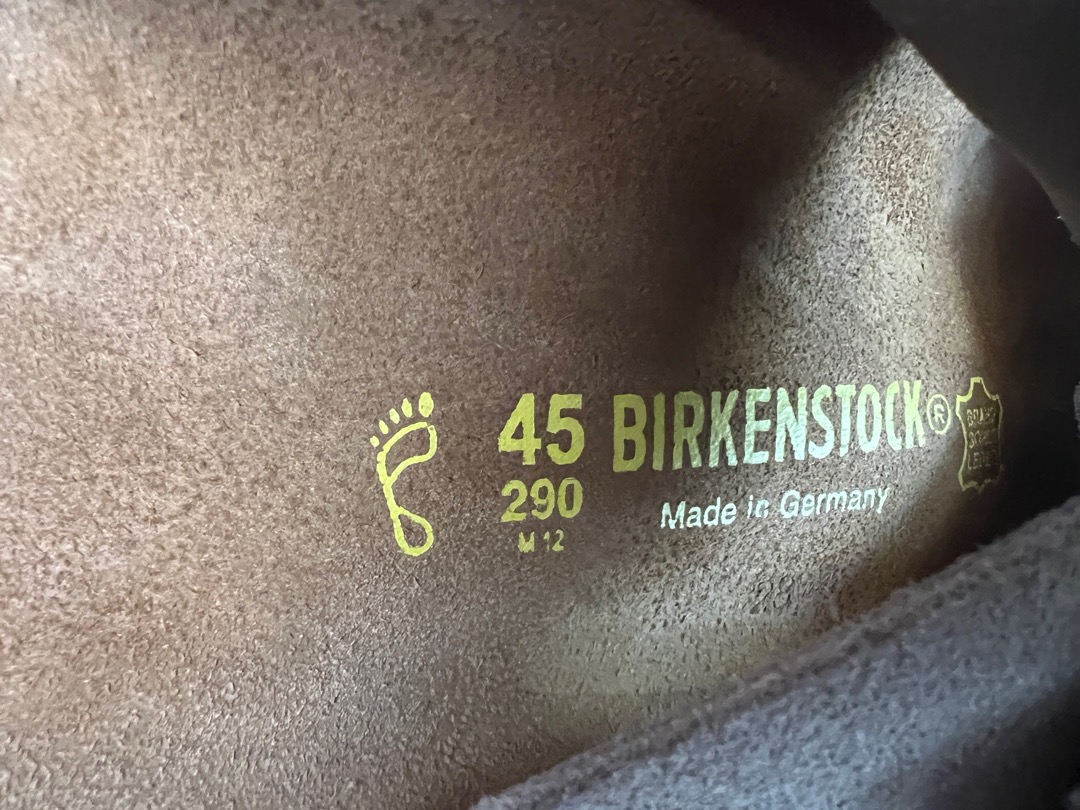 45 BIRKENSTOCK®
290
Made in Germany
M 12